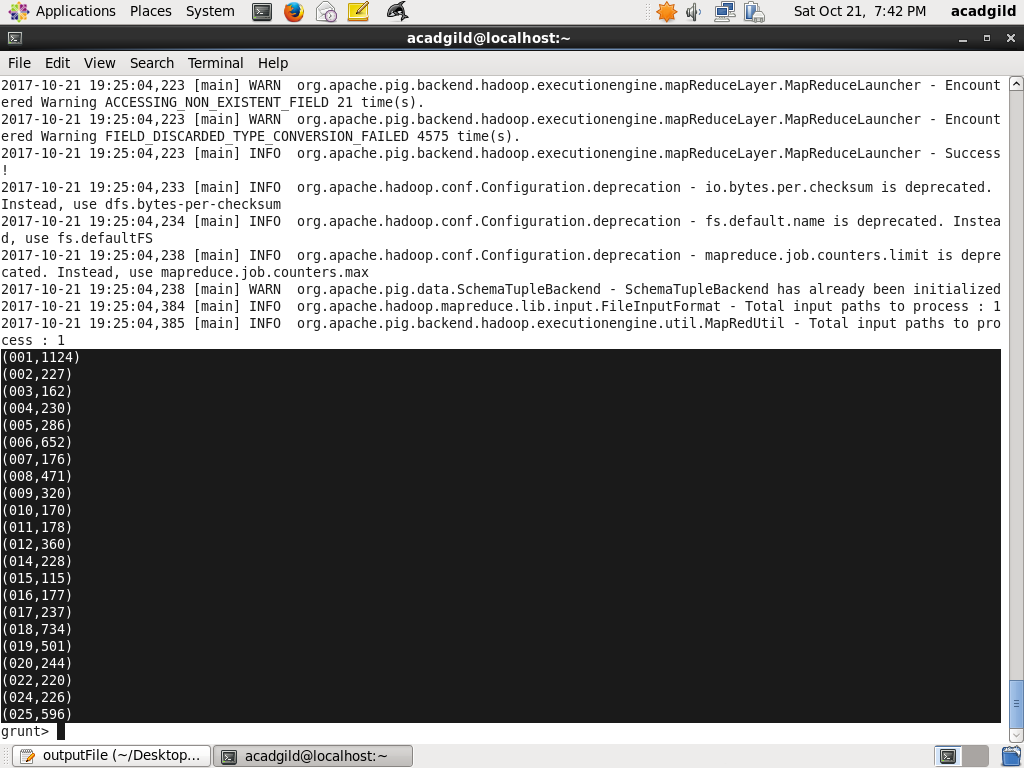 Applications Places System Sat Oct 21, 7:42 PM acadgild
acadgild@localhost:~
File Edit View Search Terminal Help
2017-10-21 19:25:04,223 [main] WARN  org.apache.pig.backend.hadoop.executionengine.mapReduceLayer.MapReduceLauncher - Encount
ered Warning ACCESSING_NON_EXISTENT_FIELD 21 time(s).
2017-10-21 19:25:04,223 [main] WARN  org.apache.pig.backend.hadoop.executionengine.mapReduceLayer.MapReduceLauncher - Encount
ered Warning FIELD_DISCARDED_TYPE_CONVERSION_FAILED 4575 time(s).
2017-10-21 19:25:04,223 [main] INFO  org.apache.pig.backend.hadoop.executionengine.mapReduceLayer.MapReduceLauncher - Success
!
2017-10-21 19:25:04,233 [main] INFO  org.apache.hadoop.conf.Configuration.deprecation - io.bytes.per.checksum is deprecated.
Instead, use dfs.bytes-per-checksum
2017-10-21 19:25:04,234 [main] INFO  org.apache.hadoop.conf.Configuration.deprecation - fs.default.name is deprecated. Instea
d, use fs.defaultFS
2017-10-21 19:25:04,238 [main] INFO  org.apache.hadoop.conf.Configuration.deprecation - mapreduce.job.counters.limit is depre
cated. Instead, use mapreduce.job.counters.max
2017-10-21 19:25:04,238 [main] WARN  org.apache.pig.data.SchemaTupleBackend - SchemaTupleBackend has already been initialized
2017-10-21 19:25:04,384 [main] INFO  org.apache.hadoop.mapreduce.lib.input.FileInputFormat - Total input paths to process : 1
2017-10-21 19:25:04,385 [main] INFO  org.apache.pig.backend.hadoop.executionengine.util.MapRedUtil - Total input paths to pro
cess : 1
(001,1124)
(002,227)
(003,162)
(004,230)
(005,286)
(006,652)
(007,176)
(008,471)
(009,320)
(010,170)
(011,178)
(012,360)
(014,228)
(015,115)
(016,177)
(017,237)
(018,734)
(019,501)
(020,244)
(022,220)
(024,226)
(025,596)
grunt>
outputFile (~/Desktop... acadgild@localhost:~